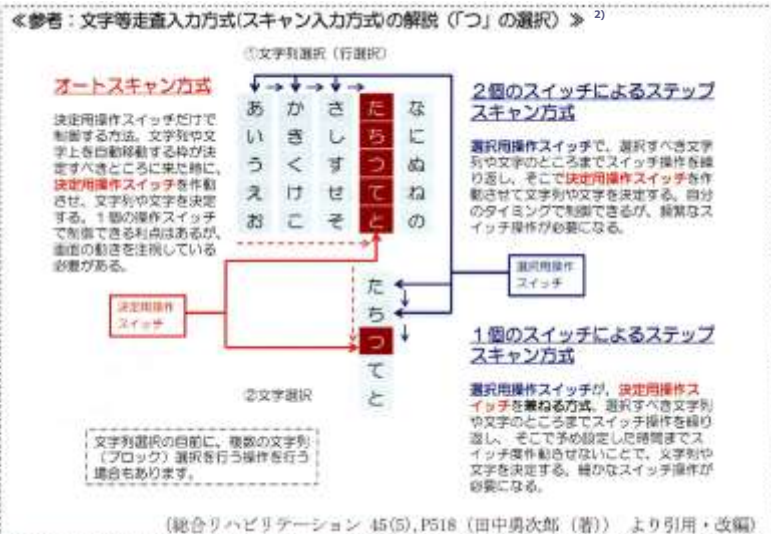 ≪参考：文字等走査入力方式(スキャン入力方式)の解説（「つ」の選択）≫ 2)
①文字列選択（行選択）
オートスキャン方式
決定用操作スイッチだけで
制御する方法。文字列や文
字上を自動移動する枠が決
定すべきところに来た時に、
決定用操作スイッチを作動
させ、文字列や文字を決定
する。１個の操作スイッチ
で制御できる利点はあるが、
画面の動きを注視している
必要がある。
あ か さ た な
い き し ち に
う く す つ ぬ
え け せ て ね
お こ そ と の
２個のスイッチによるステップ
スキャン方式
選択用操作スイッチで、選択すべき文字
列や文字のところまでスイッチ操作を繰
り返し、そこで決定用操作スイッチを作
動させて文字列や文字を決定する。自分
のタイミングで制御できるが、頻繁なス
イッチ操作が必要になる。
決定用操作
スイッチ
選択用操作
スイッチ
た
ち
つ
て
と
②文字選択
１個のスイッチによるステップ
スキャン方式
選択用操作スイッチが、決定用操作ス
イッチを兼ねる方式。選択すべき文字列
や文字のところまでスイッチ操作を繰り
返し、そこで予め設定した時間までス
イッチ度作動させないことで、文字列や
文字を決定する。細かなスイッチ操作が
必要になる。
文字列選択の自前に、複数の文字列
（ブロック）選択を行う操作を行う
場合もあります。
(総合リハビリテーション 45(5),P518（田中勇次郎（著）） より引用・改編)